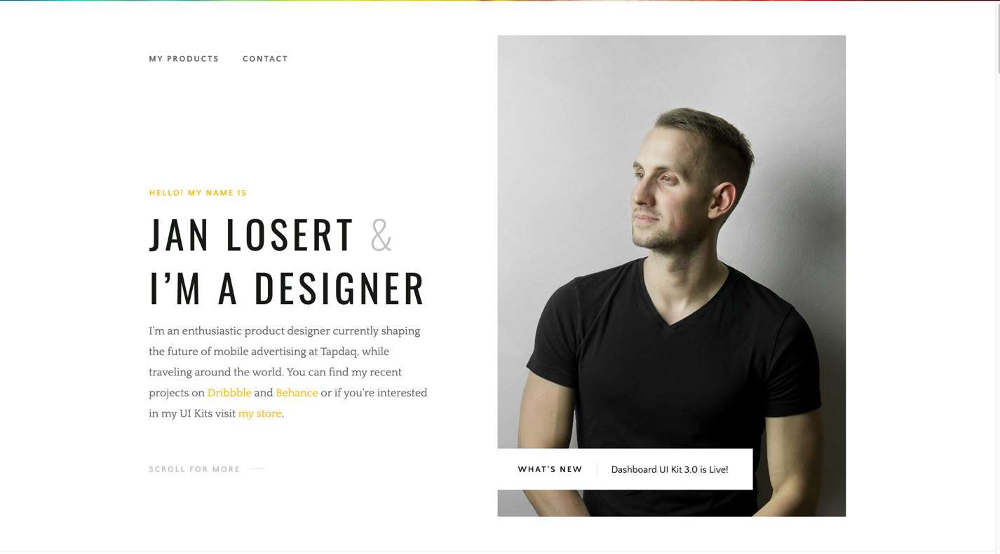 MY PRODUCTS
CONTACT
HELLO! MY NAME IS
JAN LOSERT &
I’M A DESIGNER
I’m an enthusiastic product designer currently shaping
the future of mobile advertising at Tapdaq, while
traveling around the world. You can find my recent
projects on Dribbble and Behance or if you're interested
in my UI Kits visit my store.
SCROLL FOR MORE
WHAT'S NEW
Dashboard UI Kit 3.0 is Live!